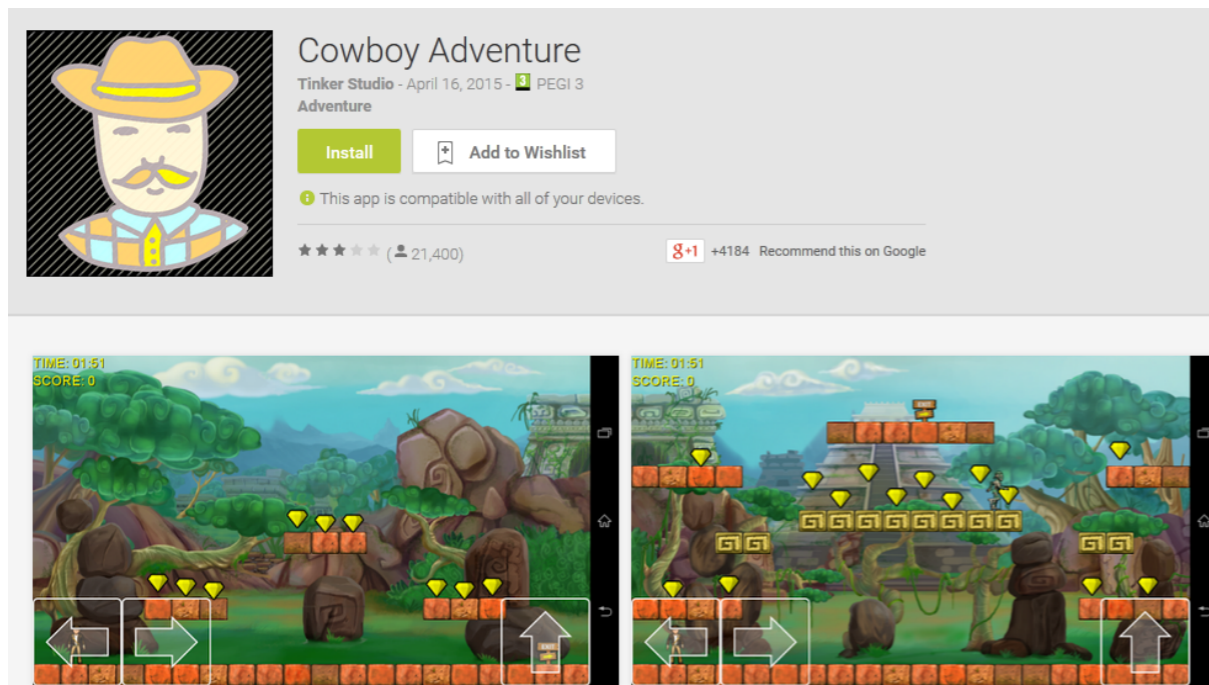 Cowboy Adventure
Tinker Studio - April 16, 2015 - 3 PEGI 3
Adventure
Install
Add to Wishlist
This app is compatible with all of your devices.
(21,400)
g+1 +4184 Recommend this on Google
TIME: 01:51
SCORE: 0
EXIT
TIME: 01:51
SCORE: 0
EXIT